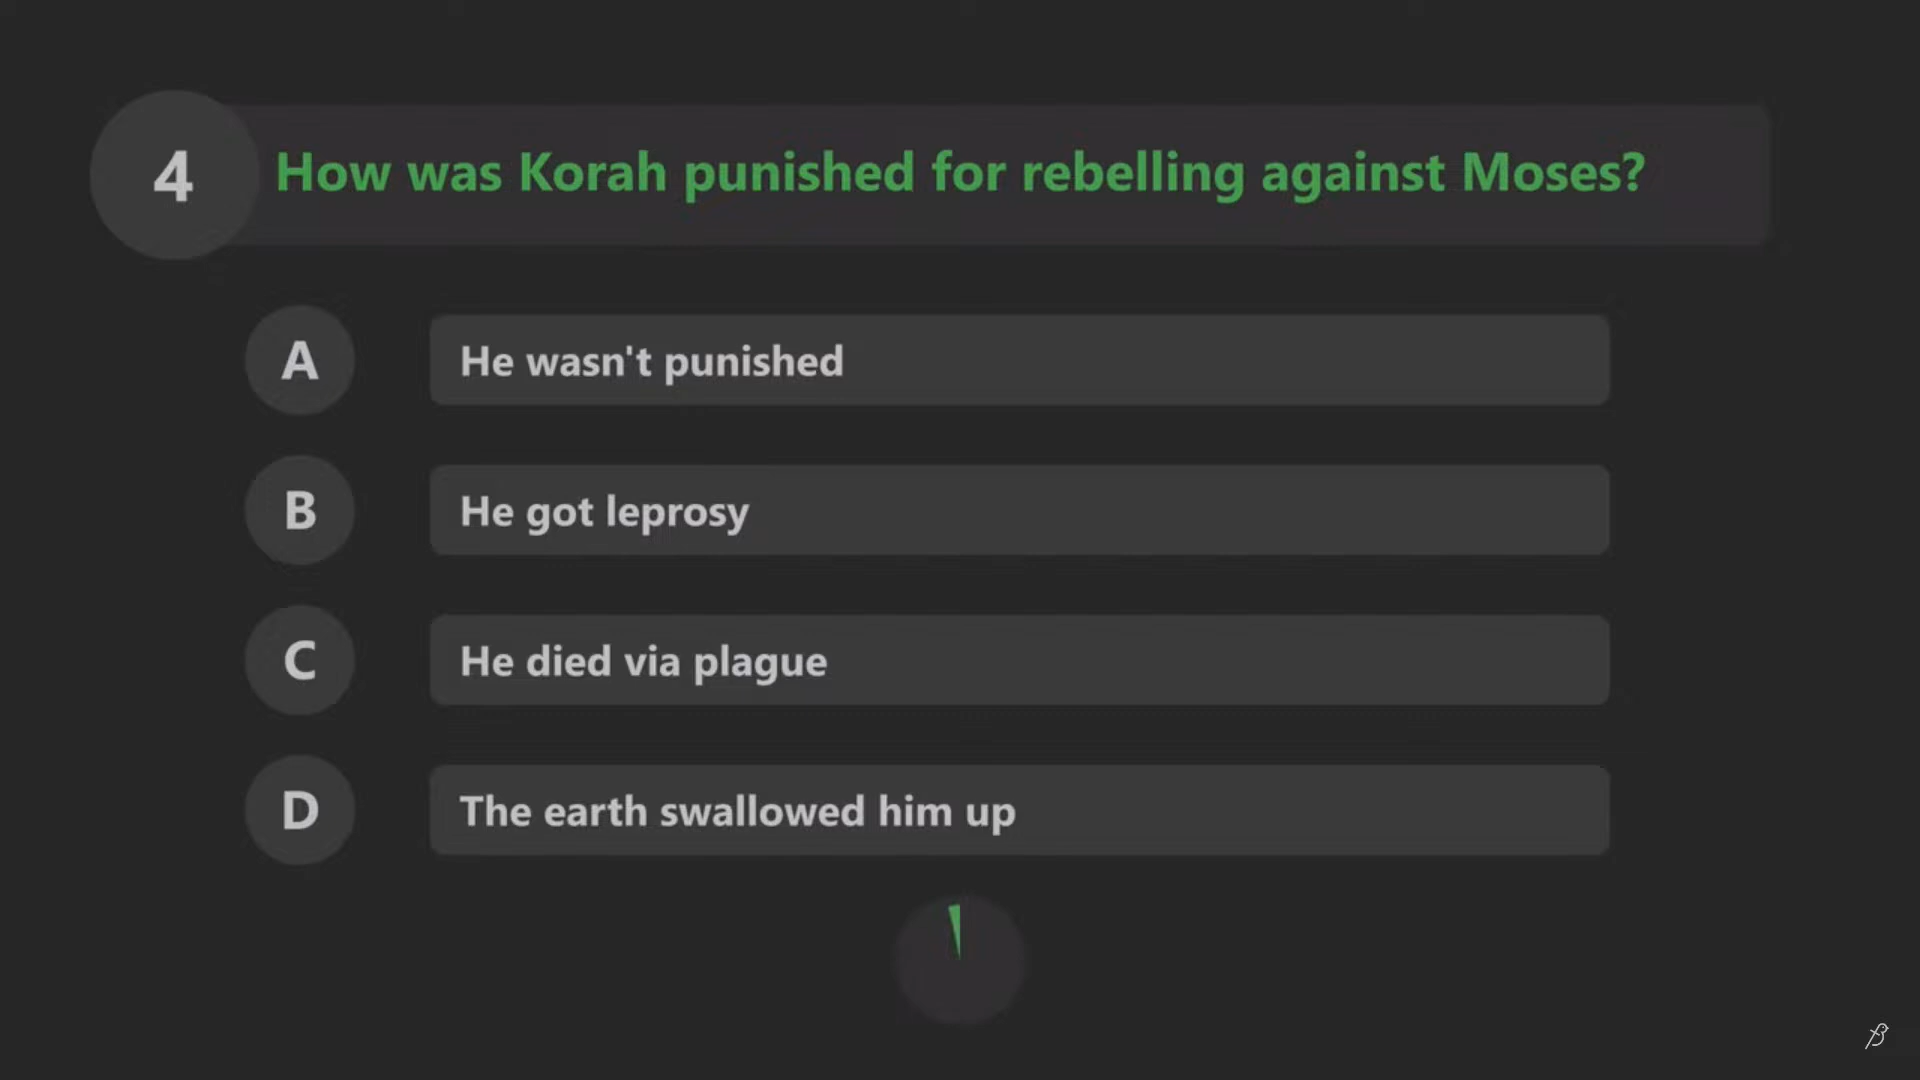 4
How was Korah punished for rebelling against Moses?
A
He wasn't punished
B
He got leprosy
C
He died via plague
D
The earth swallowed him up